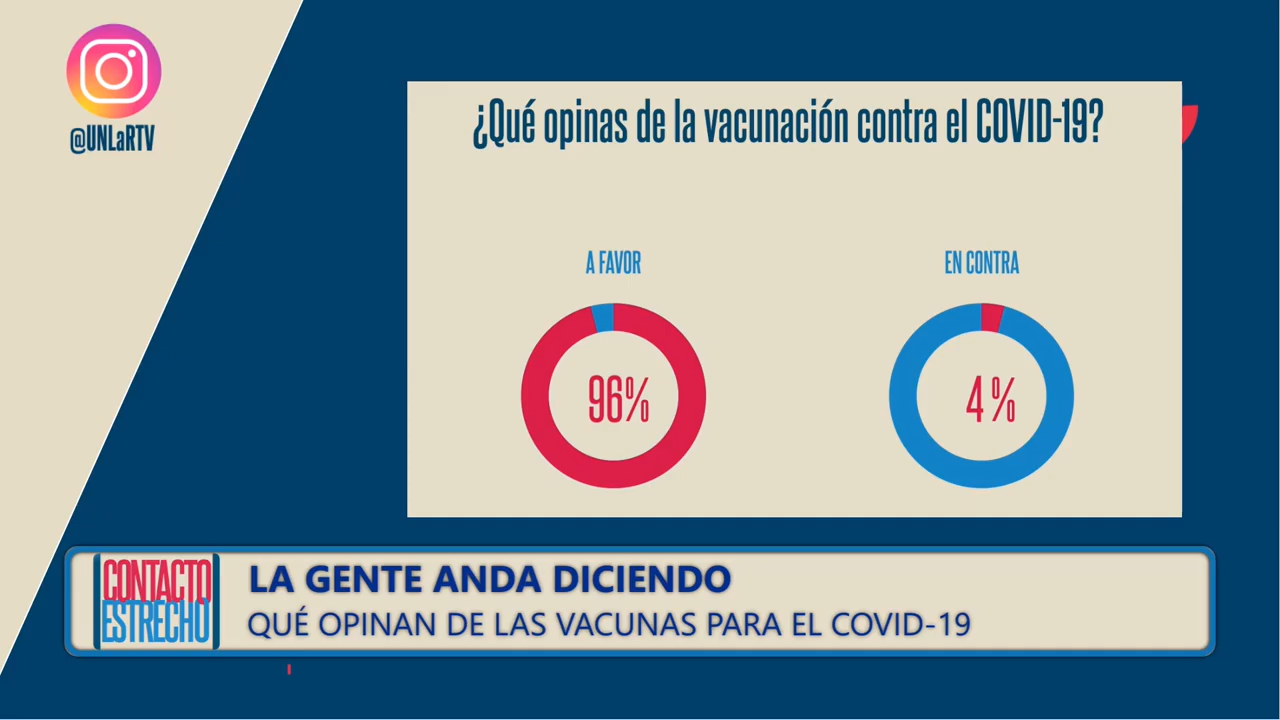 @UNLaRTV
¿Qué opinas de la vacunación contra el COVID-19?
A FAVOR
EN CONTRA
96%
4%
CONTACTO
ESTRECHO
LA GENTE ANDA DICIENDO
QUÉ OPINAN DE LAS VACUNAS PARA EL COVID-19